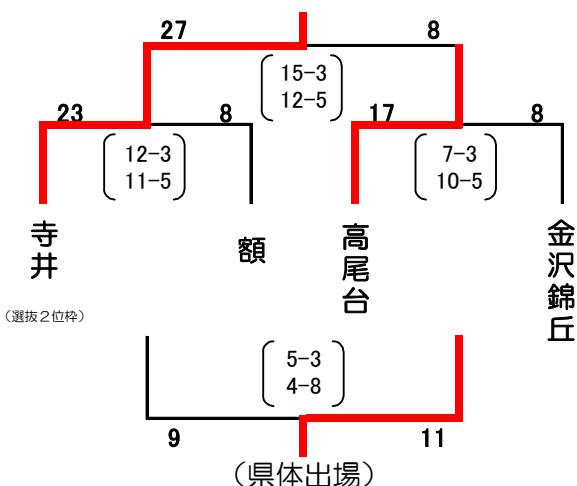 27 8
15-3
12-5
23 8 17 8
12-3 7-3
11-5 10-5
寺井 額 高尾台 金沢錦丘
（選抜２位枠）
5-3
4-8
9 11
（県体出場）